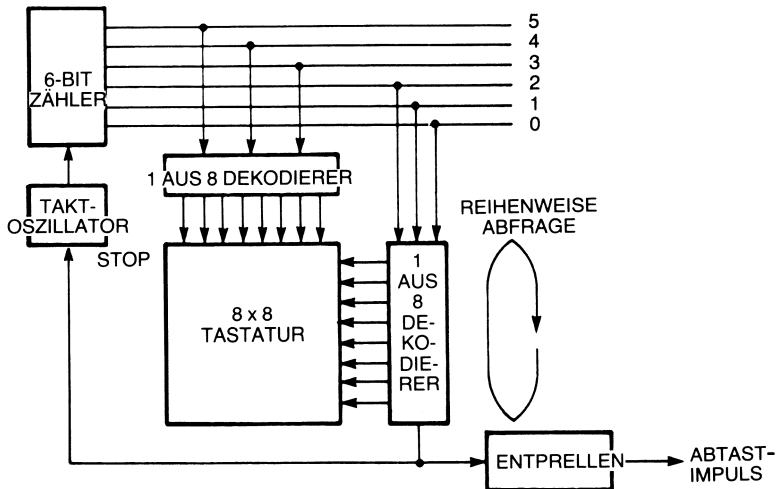 5
4
3
2
1
0
6-BIT
ZÄHLER
1 AUS 8 DEKODIERER
TAKT-
OSZILLATOR
STOP
REIHENWEISE
ABFRAGE
8 x 8
TASTATUR
1
AUS
8
DE-
KO-
DIE-
RER
ENTPRELLEN
ABTAST-
IMPULS